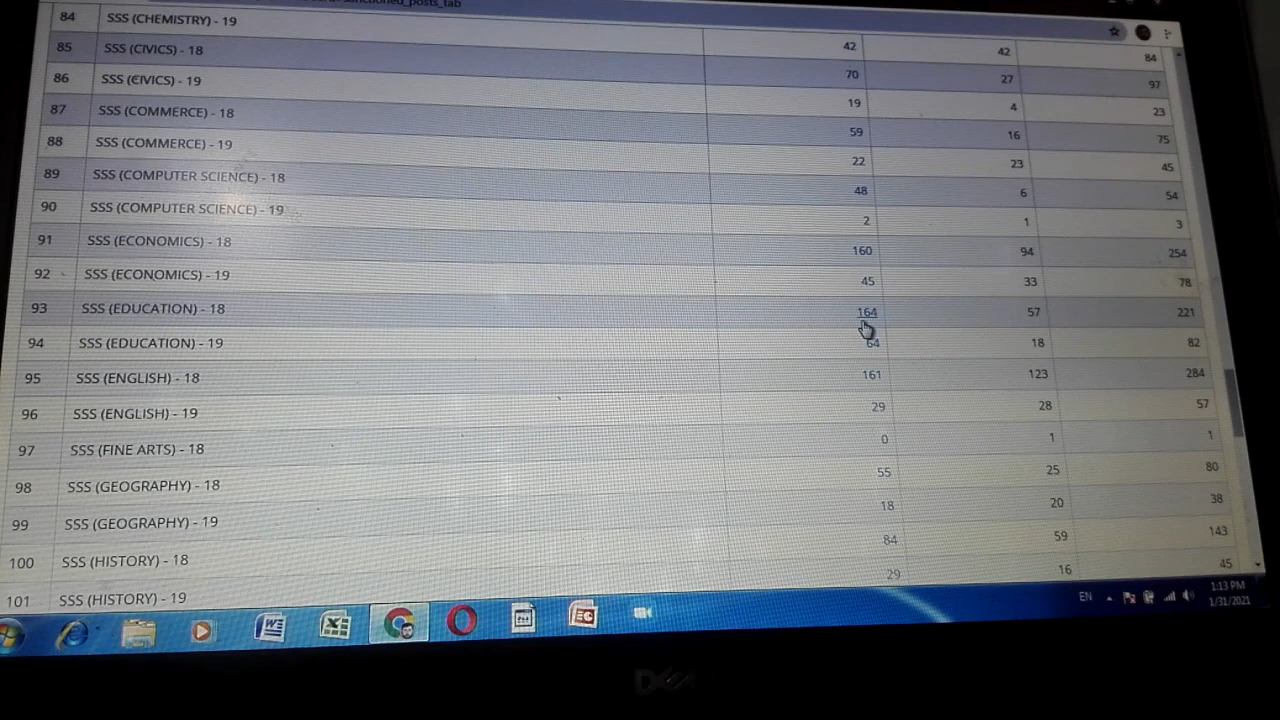 sanctioned_posts_tab
84 SSS (CHEMISTRY) - 19 42 42 84
85 SSS (CIVICS) - 18 70 27 97
86 SSS (CIVICS) - 19 19 4 23
87 SSS (COMMERCE) - 18 59 16 75
88 SSS (COMMERCE) - 19 22 23 45
89 SSS (COMPUTER SCIENCE) - 18 48 6 54
90 SSS (COMPUTER SCIENCE) - 19 2 1 3
91 SSS (ECONOMICS) - 18 160 94 254
92 SSS (ECONOMICS) - 19 45 33 78
93 SSS (EDUCATION) - 18 164 57 221
94 SSS (EDUCATION) - 19 64 18 82
95 SSS (ENGLISH) - 18 161 123 284
96 SSS (ENGLISH) - 19 29 28 57
97 SSS (FINE ARTS) - 18 0 1 1
98 SSS (GEOGRAPHY) - 18 55 25 80
99 SSS (GEOGRAPHY) - 19 18 20 38
100 SSS (HISTORY) - 18 84 59 143
101 SSS (HISTORY) - 19 29 16 45
EN 1:13 PM
1/31/2021
DELL